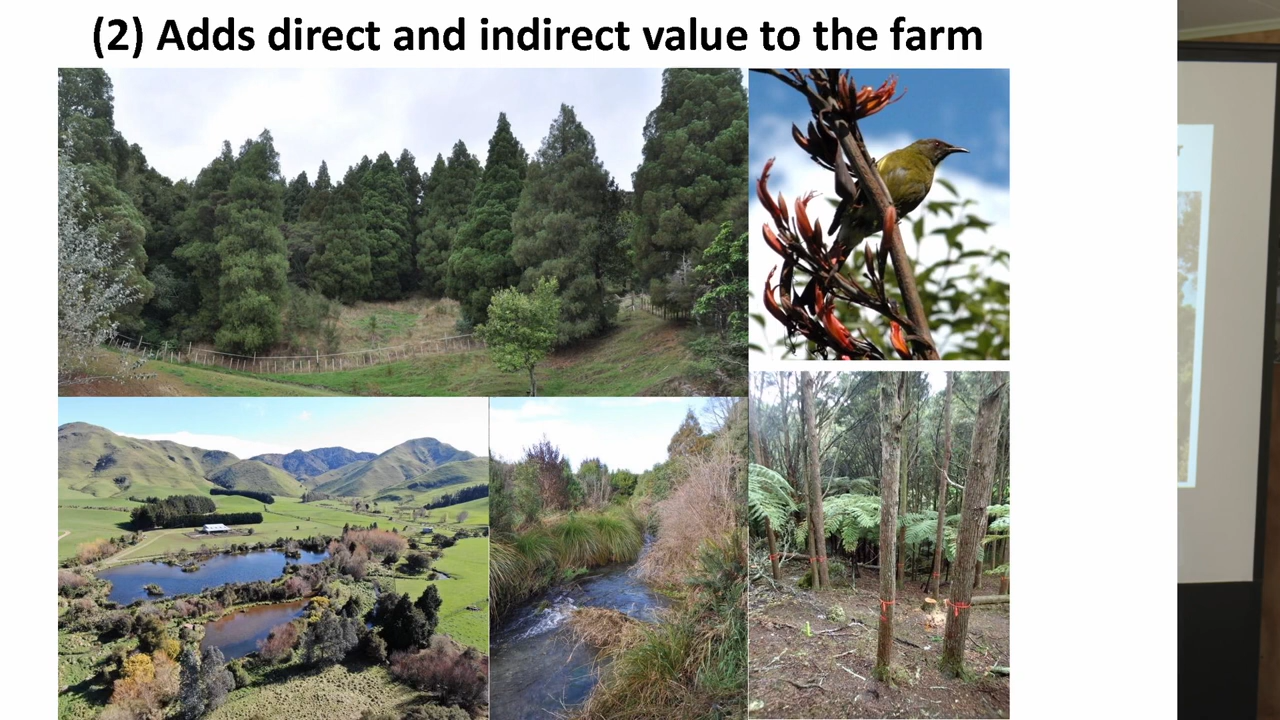 (2) Adds direct and indirect value to the farm